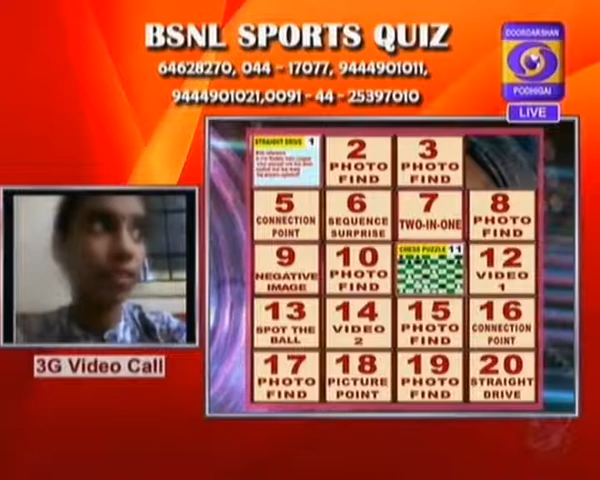 BSNL SPORTS QUIZ
64628270, 044 - 17077, 9444901011,
9444901021,0091 - 44 - 25397010
DOORDARSHAN
PODHIGAI
LIVE
STRAIGHT DRIVE 1
2
PHOTO
FIND
3
PHOTO
FIND
5
CONNECTION
POINT
6
SEQUENCE
SURPRISE
7
TWO-IN-ONE
8
PHOTO
FIND
9
NEGATIVE
IMAGE
10
PHOTO
FIND
CHESS PUZZLE 11
12
VIDEO
1
13
SPOT THE
BALL
14
VIDEO
2
15
PHOTO
FIND
16
CONNECTION
POINT
17
PHOTO
FIND
18
PICTURE
POINT
19
PHOTO
FIND
20
STRAIGHT
DRIVE
3G Video Call